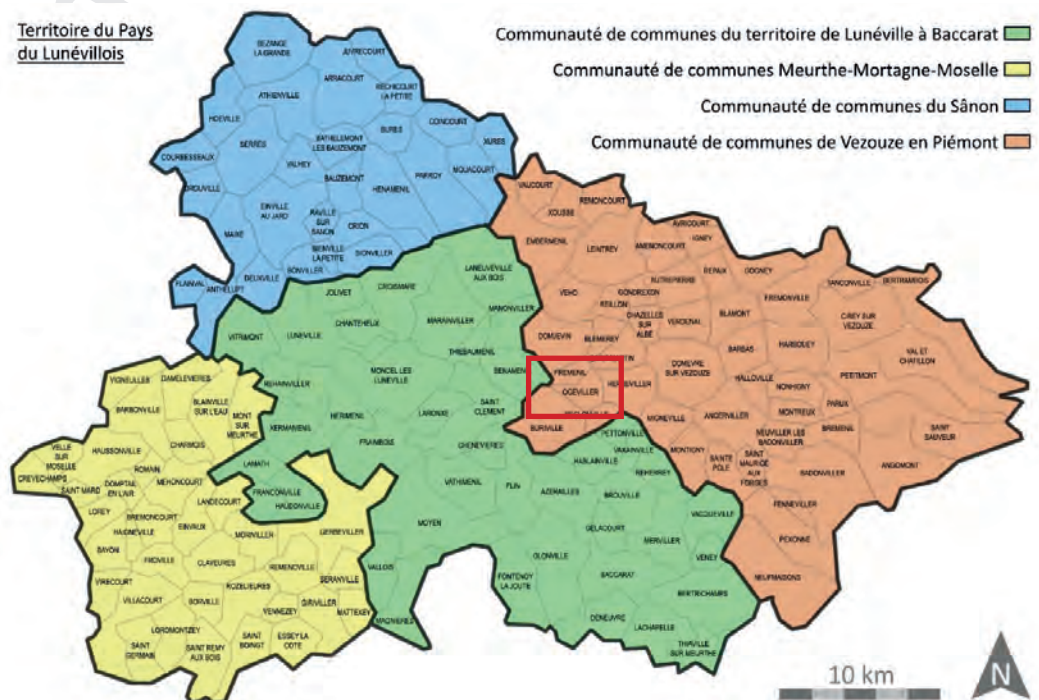 Territoire du Pays
du Lunévillois
Communauté de communes du territoire de Lunéville à Baccarat
Communauté de communes Meurthe-Mortagne-Moselle
Communauté de communes du Sânon
Communauté de communes de Vezouze en Piémont
BEZANGE
LA GRANDE
JUVRECOURT
ARRACOURT
RECHICOURT
LA PETITE
ATHIENVILLE
HOEVILLE
SERRES
BATHELEMONT
LES BAUZEMONT
BURES
COINCOURT
XURES
COURBESSEAUX
VALHEY
BAUZEMONT
HENAMENIL
PARROY
MOUACOURT
DROUVILLE
EINVILLE
AU JARD
RAVILLE
SUR
SANON
CRION
MAIXE
BIENVILLE
LA PETITE
SIONVILLER
BONVILLER
DEUXVILLE
FLAINVAL
ANTHELUPT
VAUCOURT
REMONCOURT
XOUSSE
AVRICOURT
IGNEY
EMBERMENIL
LEINTREY
AMENONCOURT
REPAIX
GOGNEY
AUTREPIERRE
VEHO
GONDREXON
REILLON
CHAZELLES
SUR
ALBE
VERDENAL
BLAMONT
FREMONVILLE
TANCONVILLE
BERTRAMBOIS
CIREY SUR
VEZOUZE
DOMJEVIN
BLEMEREY
BARBAS
HARBOUEY
VAL ET
CHATILLON
FREMENIL
OGEVILLER
DOMEVRE
SUR VEZOUZE
HALLOVILLE
NONHIGNY
PETITMONT
PARUX
MONTREUX
BURIVILLE
MIGNEVILLE
ANCERVILLER
NEUVILLER LES
BADONVILLER
BREMENIL
SAINT
SAUVEUR
PETTONVILLE
VAXAINVILLE
MONTIGNY
SAINTE
POLE
SAINT
MAURICE
AUX
FORGES
BADONVILLER
ANGOMONT
HABLAINVILLE
REHERREY
FENNEVILLER
PEXONNE
NEUFMAISONS
LANEUVEVILLE
AUX BOIS
CROISMARE
JOLIVET
MANONVILLER
MARAINVILLER
CHANTEHEUX
VITRIMONT
LUNEVILLE
THIEBAUMENIL
MONCEL LES
LUNEVILLE
REHAINVILLER
SAINT
CLEMENT
LARONXE
HERIMENIL
XERMAMENIL
FRAIMBOIS
CHENEVIERES
LAMATH
FRANCONVILLE
HAUDONVILLE
VATHIMENIL
FLIN
AZERAILLES
BROUVILLE
VACQUEVILLE
MOYEN
GELACOURT
MERVILLER
VENEY
GLONVILLE
BACCARAT
FONTENOY
LA JOUTE
BERTRICHAMPS
VALLOIS
MAGNIERES
DENEUVRE
LACHAPELLE
THIAVILLE
SUR MEURTHE
VIGNEULLES
DAMELEVIERES
BARBONVILLE
BLAINVILLE
SUR L'EAU
MONT
SUR
MEURTHE
VELLE
SUR
MOSELLE
HAUSSONVILLE
CHARMOIS
CREVECHAMPS
ROMAIN
SAINT MARD
DOMPTAIL
EN L'AIR
MEHONCOURT
LANDECOURT
LOREY
BREMONCOURT
HAIGNEVILLE
EINVAUX
MORIVILLER
GERBEVILLER
BAYON
FROVILLE
CLAYEURES
REMENOVILLE
VIRECOURT
ROZELIEURES
SERANVILLE
VILLACOURT
BORVILLE
GIRIVILLER
VENNEZEY
MATTEXEY
LOROMONTZEY
SAINT
GERMAIN
SAINT REMY
AUX BOIS
SAINT
BOINGT
ESSEY LA
COTE
10 km
N